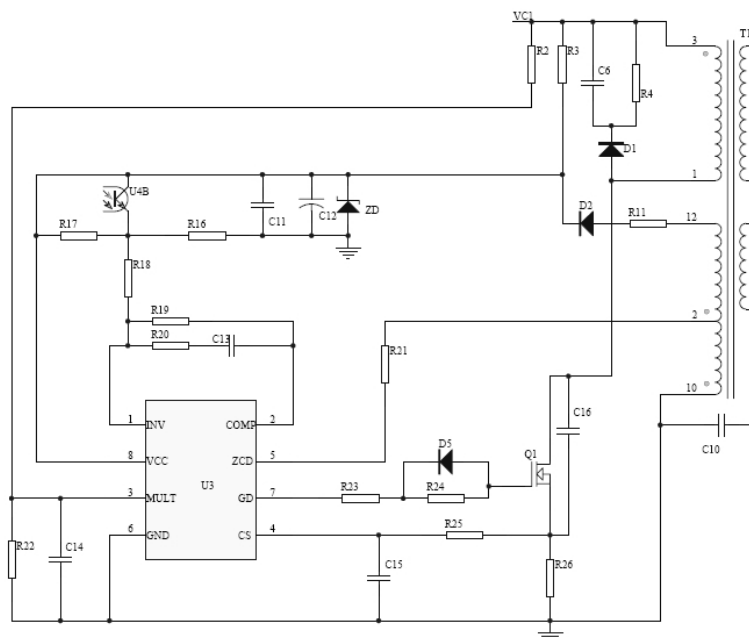 VC1
T1
R2
R3
C6
R4
3
D1
1
U4B
C11
C12
ZD
R17
R16
D2
R11
12
R18
R19
R20
C13
2
R21
10
C16
C10
1 INV COMP 2
8 VCC ZCD 5
U3
3 MULT GD 7
6 GND CS 4
D5
Q1
R23
R24
R25
R22
C14
C15
R26